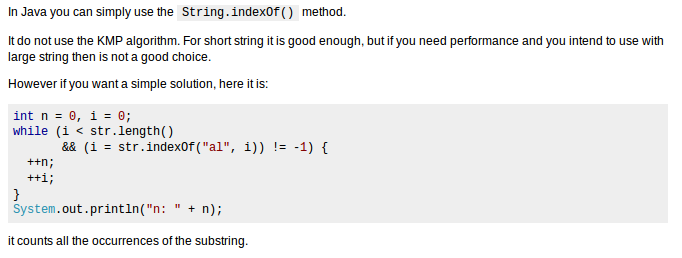 In Java you can simply use the String.indexOf() method.
It do not use the KMP algorithm. For short string it is good enough, but if you need performance and you intend to use with
large string then is not a good choice.
However if you want a simple solution, here it is:
int n = 0, i = 0;
while (i < str.length()
       && (i = str.indexOf("al", i)) != -1) {
  ++n;
  ++i;
}
System.out.println("n: " + n);
it counts all the occurrences of the substring.